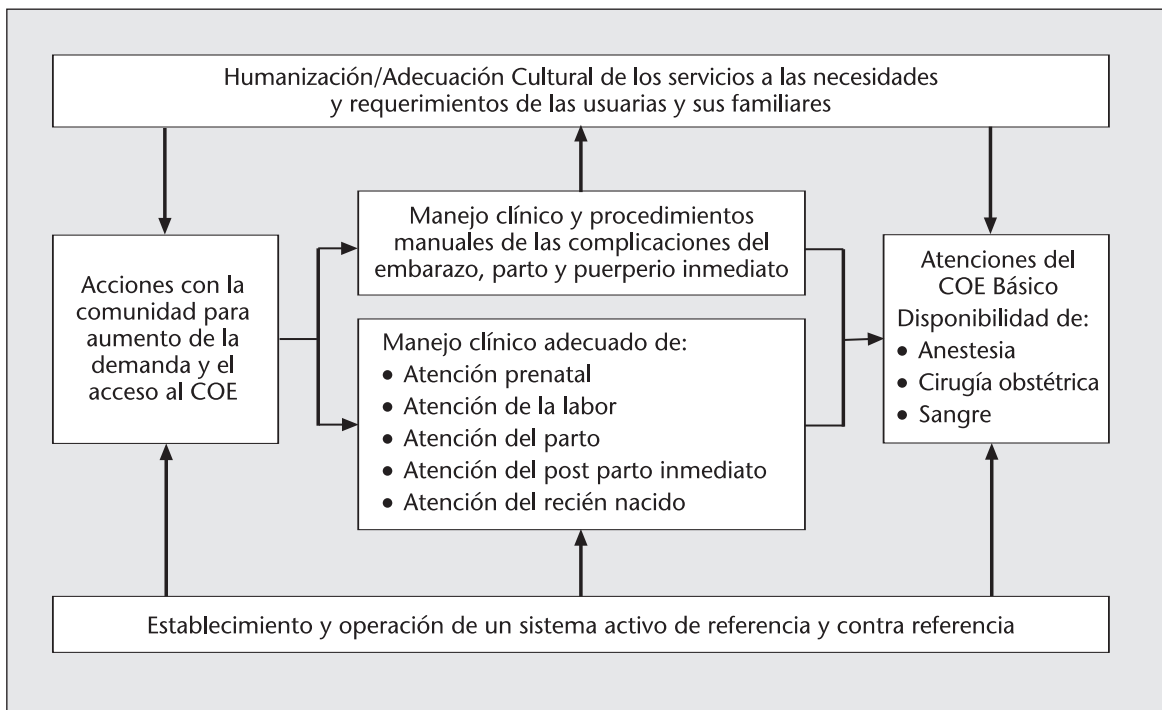 Humanización/Adecuación Cultural de los servicios a las necesidades
y requerimientos de las usuarias y sus familiares
Acciones con la
comunidad para
aumento de la
demanda y el
acceso al COE
Manejo clínico y procedimientos
manuales de las complicaciones del
embarazo, parto y puerperio inmediato
Manejo clínico adecuado de:
• Atención prenatal
• Atención de la labor
• Atención del parto
• Atención del post parto inmediato
• Atención del recién nacido
Atenciones del
COE Básico
Disponibilidad de:
• Anestesia
• Cirugía obstétrica
• Sangre
Establecimiento y operación de un sistema activo de referencia y contra referencia